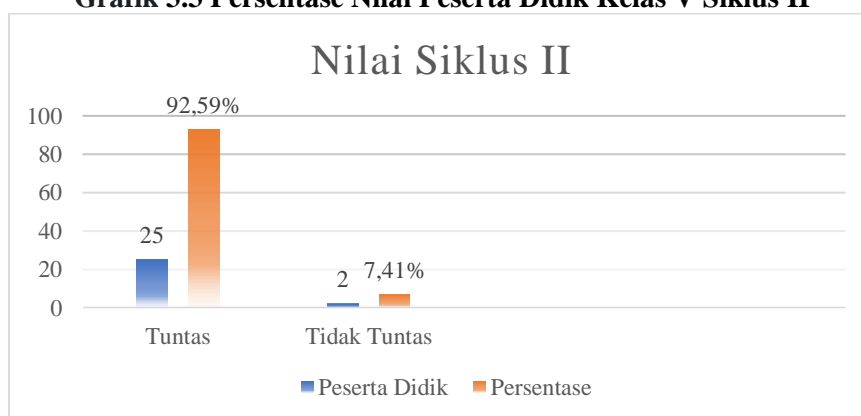 Grafik 3.3 Persentase Nilai Peserta Didik Kelas V Siklus II
Nilai Siklus II
92,59%
100
80
60
40
25
20
2
7,41%
0
Tuntas
Tidak Tuntas
Peserta Didik
Persentase